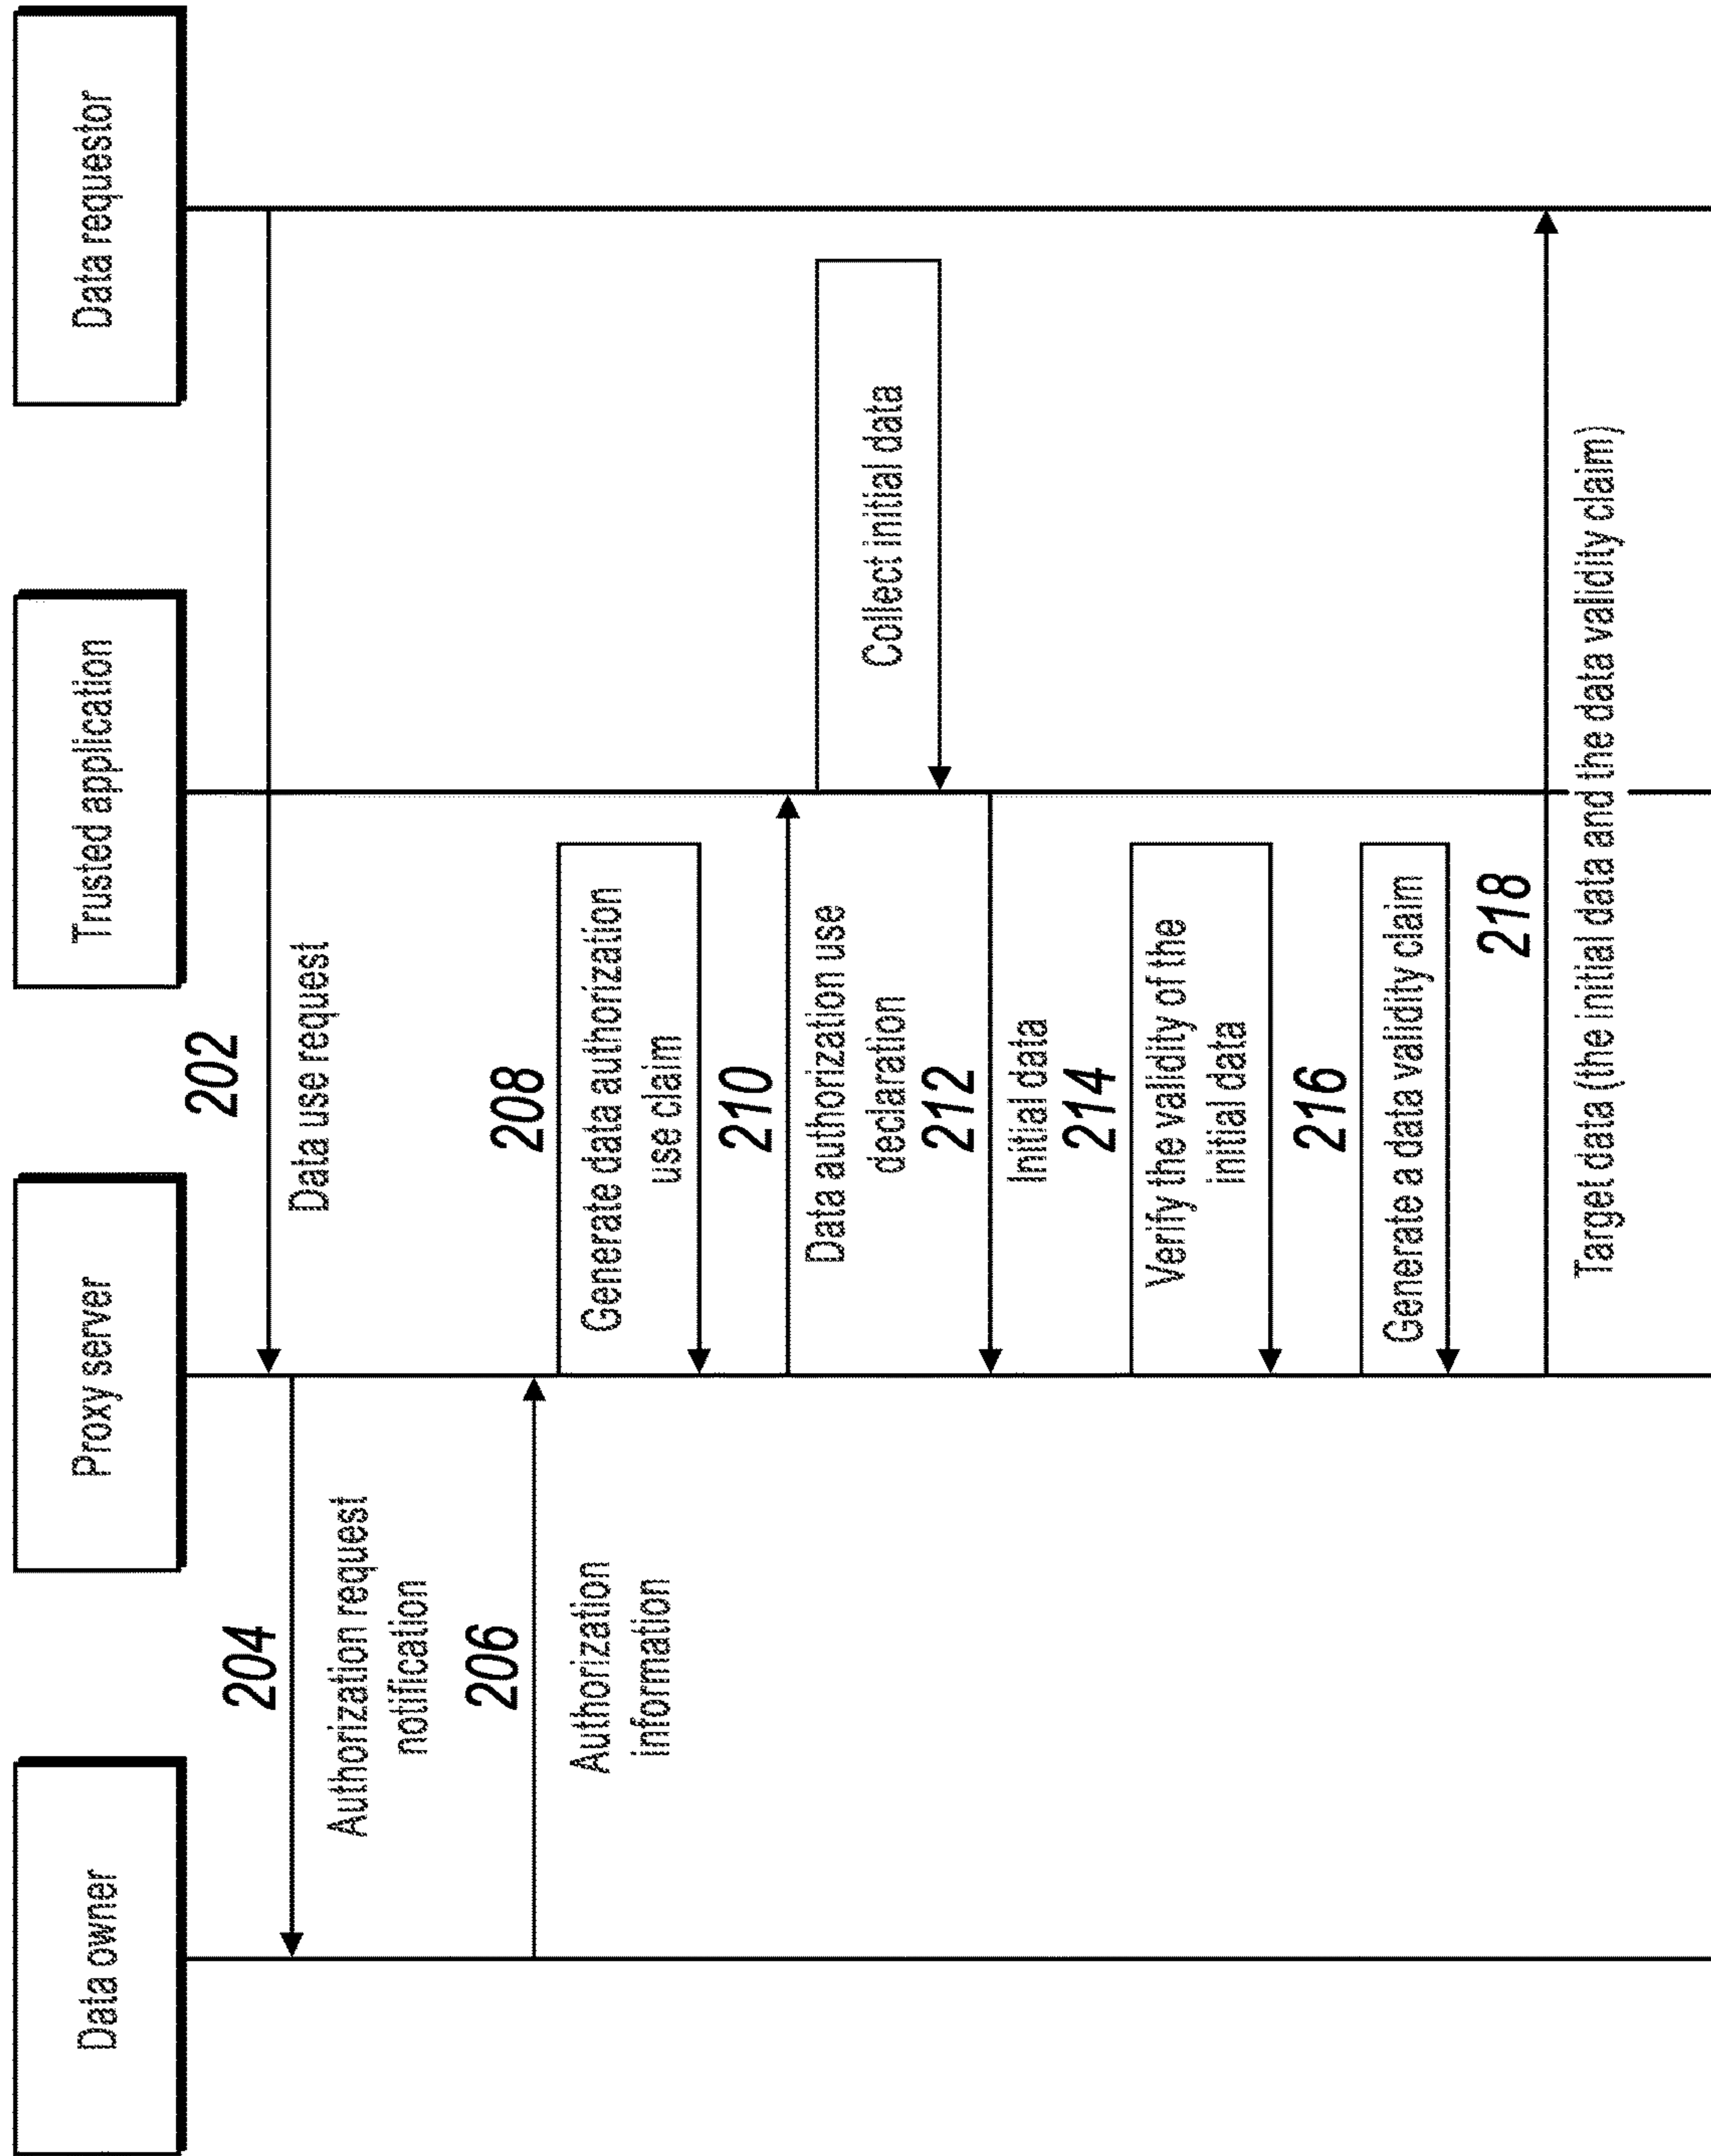 Data owner
Proxy server
Trusted application
Data requestor
202
Data use request
204
Authorization request
notification
206
Authorization
information
208
Generate data authorization
use claim
210
Data authorization use
declaration
Collect initial data
212
Initial data
214
Verify the validity of the
initial data
216
Generate a data validity claim
218
Target data (the initial data and the data validity claim)